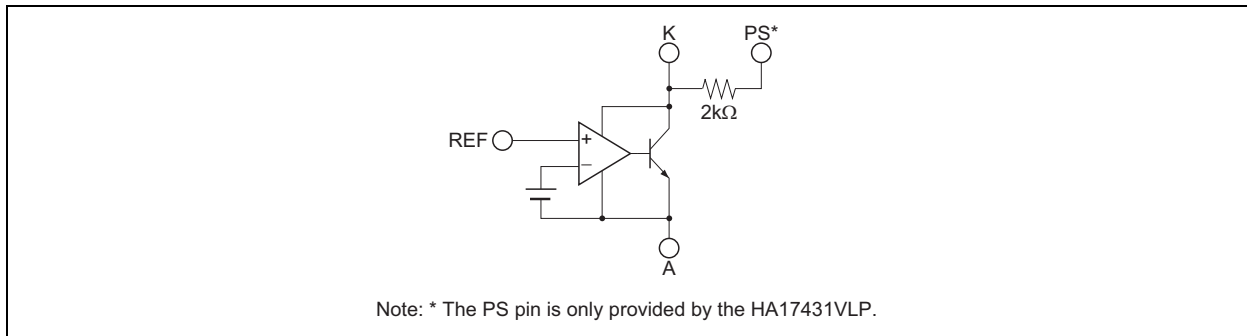 K
PS*
2kΩ
REF
+
−
A
Note: * The PS pin is only provided by the HA17431VLP.